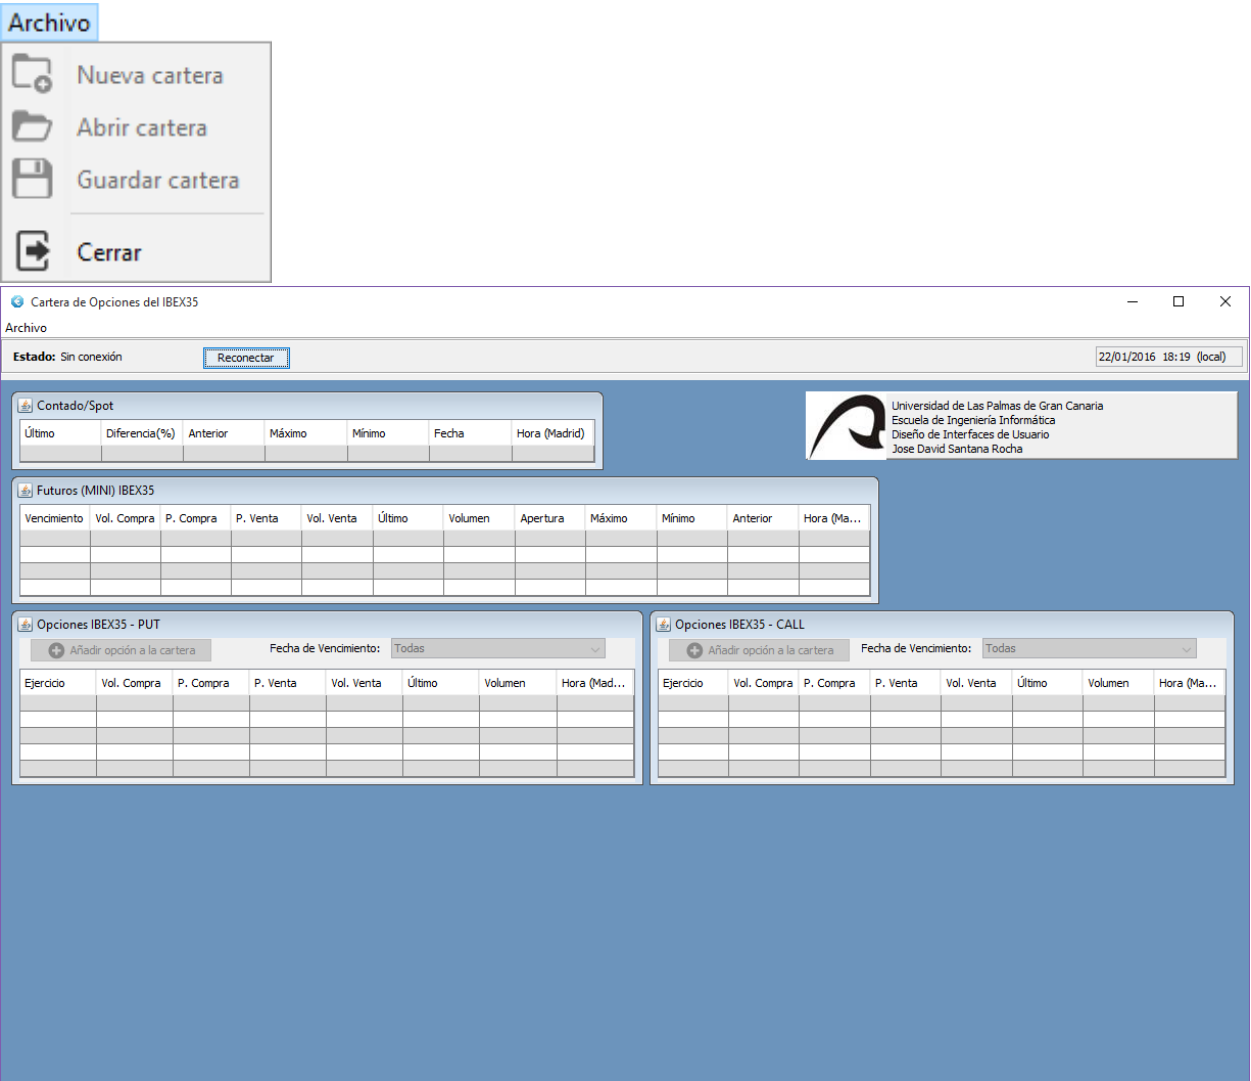 Archivo
Nueva cartera
Abrir cartera
Guardar cartera
Cerrar
Cartera de Opciones del IBEX35
Archivo
Estado: Sin conexión Reconectar 22/01/2016 18:19 (local)
Contado/Spot
Último Diferencia(%) Anterior Máximo Mínimo Fecha Hora (Madrid)
Universidad de Las Palmas de Gran Canaria
Escuela de Ingeniería Informática
Diseño de Interfaces de Usuario
Jose David Santana Rocha
Futuros (MINI) IBEX35
Vencimiento Vol. Compra P. Compra P. Venta Vol. Venta Último Volumen Apertura Máximo Mínimo Anterior Hora (Ma...
Opciones IBEX35 - PUT
Añadir opción a la cartera Fecha de Vencimiento: Todas
Ejercicio Vol. Compra P. Compra P. Venta Vol. Venta Último Volumen Hora (Mad...
Opciones IBEX35 - CALL
Añadir opción a la cartera Fecha de Vencimiento: Todas
Ejercicio Vol. Compra P. Compra P. Venta Vol. Venta Último Volumen Hora (Ma...